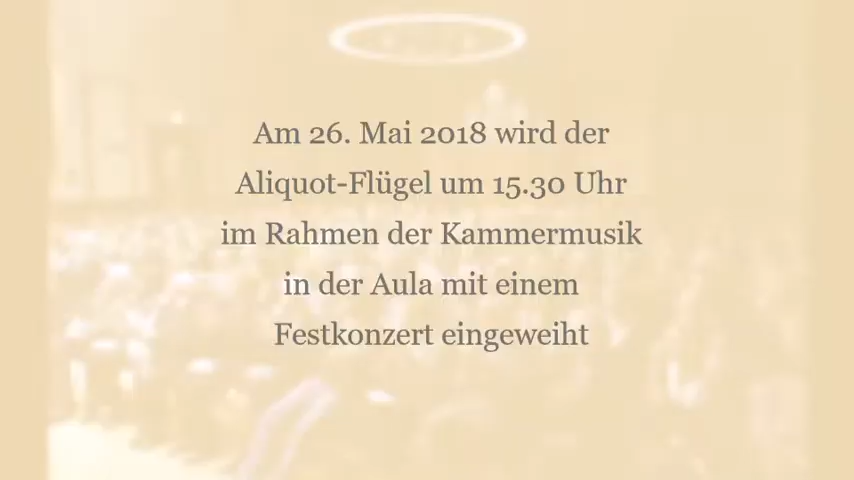 Am 26. Mai 2018 wird der
Aliquot-Flügel um 15.30 Uhr
im Rahmen der Kammermusik
in der Aula mit einem
Festkonzert eingeweiht